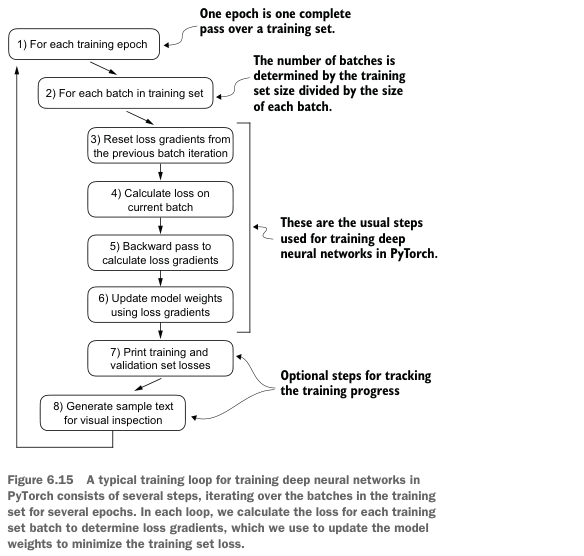 One epoch is one complete
pass over a training set.
1) For each training epoch
The number of batches is
determined by the training
set size divided by the size
of each batch.
2) For each batch in training set
3) Reset loss gradients from
the previous batch iteration
4) Calculate loss on
current batch
These are the usual steps
used for training deep
neural networks in PyTorch.
5) Backward pass to
calculate loss gradients
6) Update model weights
using loss gradients
7) Print training and
validation set losses
Optional steps for tracking
the training progress
8) Generate sample text
for visual inspection
Figure 6.15 A typical training loop for training deep neural networks in
PyTorch consists of several steps, iterating over the batches in the training
set for several epochs. In each loop, we calculate the loss for each training
set batch to determine loss gradients, which we use to update the model
weights to minimize the training set loss.